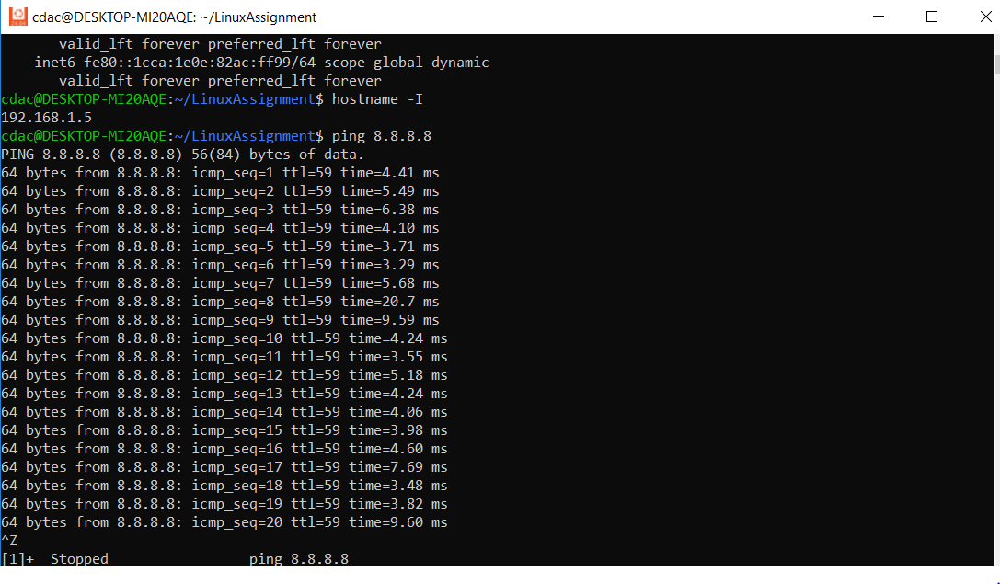 cdac@DESKTOP-MI20AQE: ~/LinuxAssignment
valid_lft forever preferred_lft forever
inet6 fe80::1cca:1e0e:82ac:ff99/64 scope global dynamic
valid_lft forever preferred_lft forever
cdac@DESKTOP-MI20AQE:~/LinuxAssignment$ hostname -I
192.168.1.5
cdac@DESKTOP-MI20AQE:~/LinuxAssignment$ ping 8.8.8.8
PING 8.8.8.8 (8.8.8.8) 56(84) bytes of data.
64 bytes from 8.8.8.8: icmp_seq=1 ttl=59 time=4.41 ms
64 bytes from 8.8.8.8: icmp_seq=2 ttl=59 time=5.49 ms
64 bytes from 8.8.8.8: icmp_seq=3 ttl=59 time=6.38 ms
64 bytes from 8.8.8.8: icmp_seq=4 ttl=59 time=4.10 ms
64 bytes from 8.8.8.8: icmp_seq=5 ttl=59 time=3.71 ms
64 bytes from 8.8.8.8: icmp_seq=6 ttl=59 time=3.29 ms
64 bytes from 8.8.8.8: icmp_seq=7 ttl=59 time=5.68 ms
64 bytes from 8.8.8.8: icmp_seq=8 ttl=59 time=20.7 ms
64 bytes from 8.8.8.8: icmp_seq=9 ttl=59 time=9.59 ms
64 bytes from 8.8.8.8: icmp_seq=10 ttl=59 time=4.24 ms
64 bytes from 8.8.8.8: icmp_seq=11 ttl=59 time=3.55 ms
64 bytes from 8.8.8.8: icmp_seq=12 ttl=59 time=5.18 ms
64 bytes from 8.8.8.8: icmp_seq=13 ttl=59 time=4.24 ms
64 bytes from 8.8.8.8: icmp_seq=14 ttl=59 time=4.06 ms
64 bytes from 8.8.8.8: icmp_seq=15 ttl=59 time=3.98 ms
64 bytes from 8.8.8.8: icmp_seq=16 ttl=59 time=4.60 ms
64 bytes from 8.8.8.8: icmp_seq=17 ttl=59 time=7.69 ms
64 bytes from 8.8.8.8: icmp_seq=18 ttl=59 time=3.48 ms
64 bytes from 8.8.8.8: icmp_seq=19 ttl=59 time=3.82 ms
64 bytes from 8.8.8.8: icmp_seq=20 ttl=59 time=9.60 ms
^Z
[1]+  Stopped                 ping 8.8.8.8